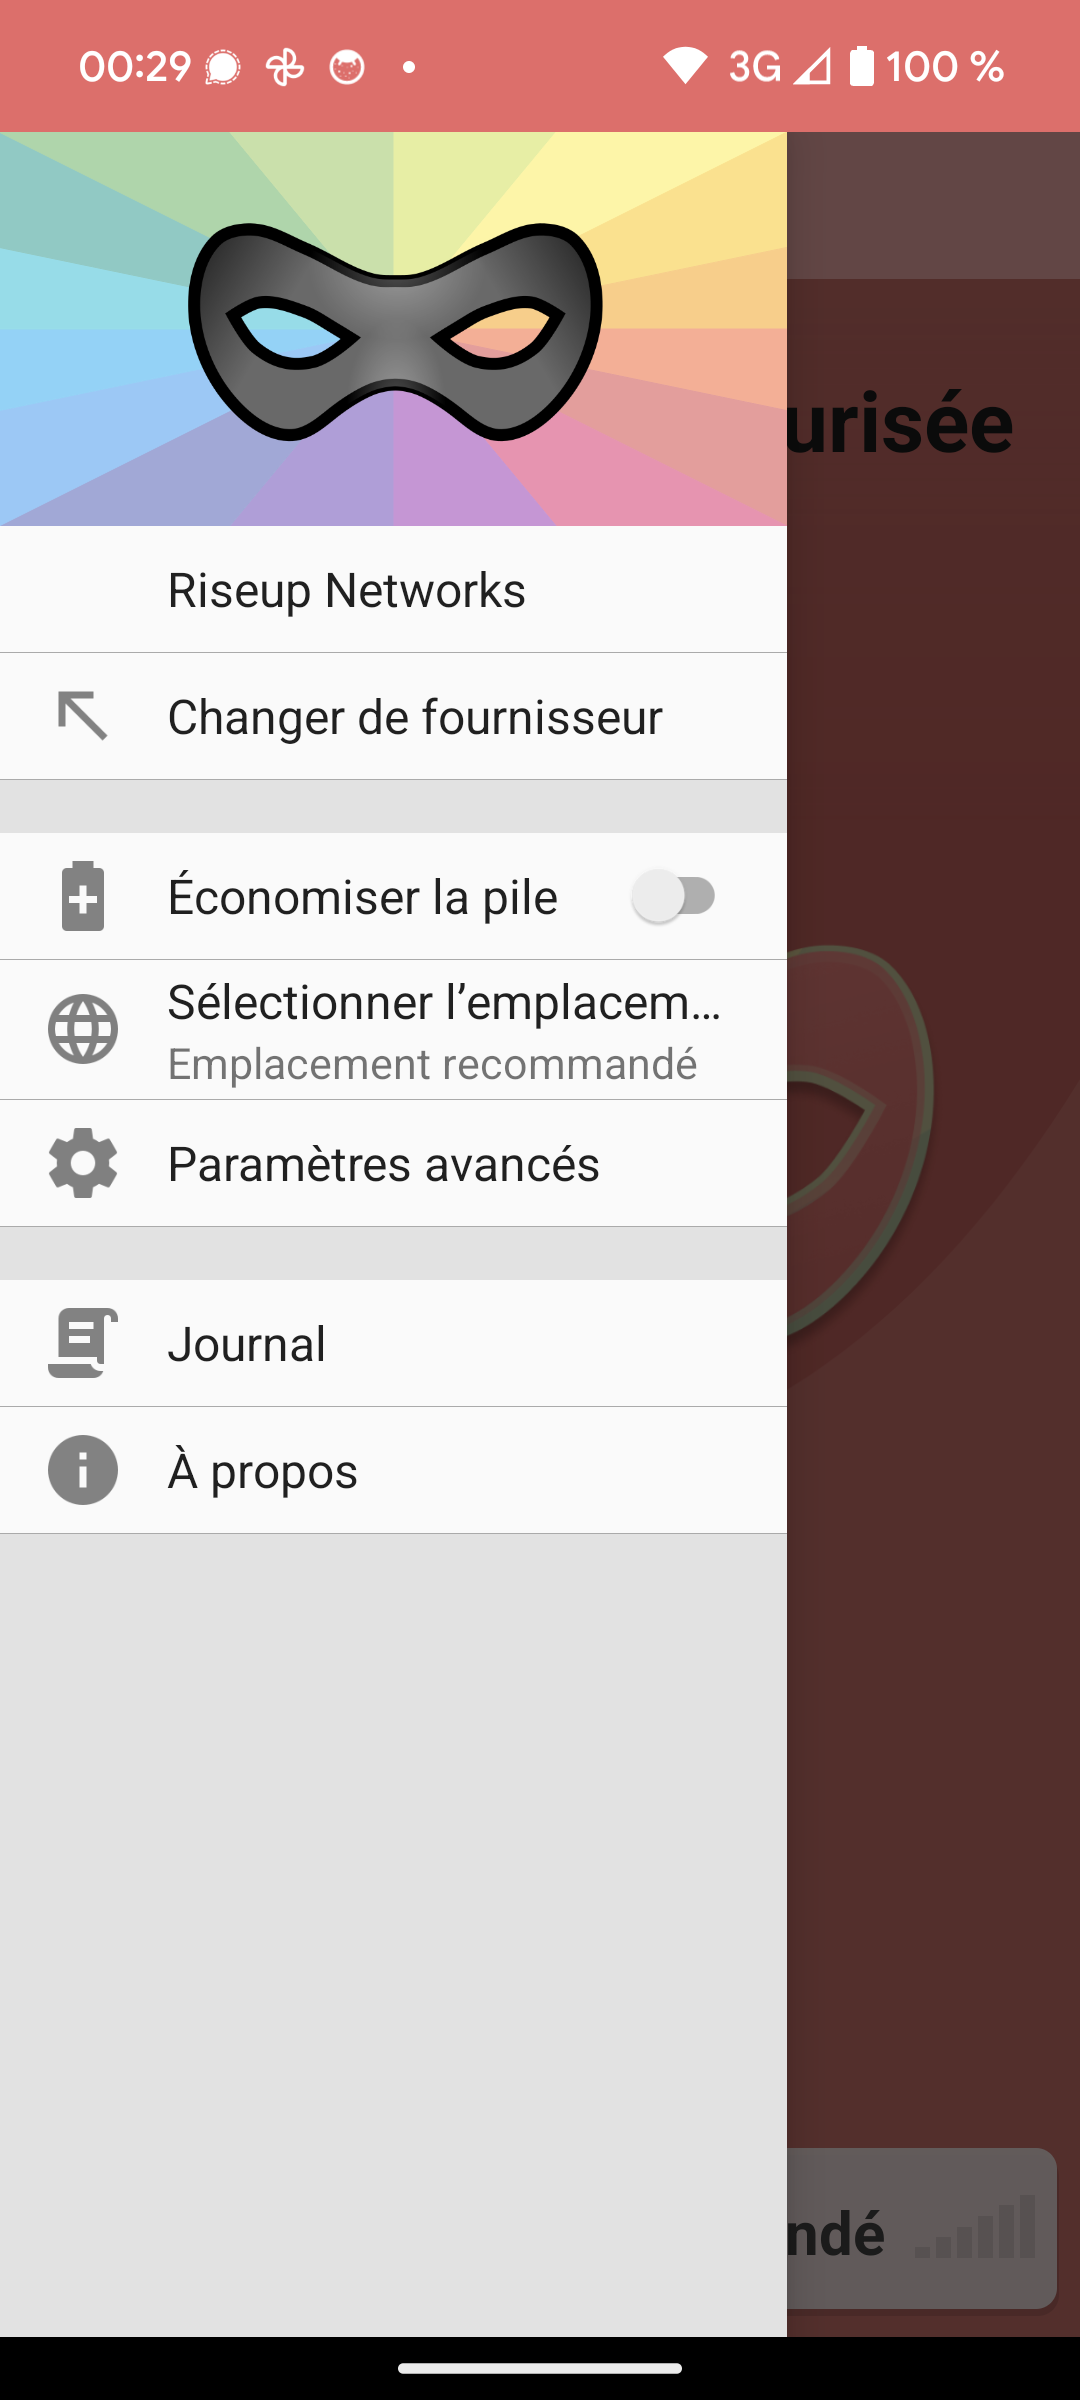 00:29
3G
100 %
urisée
Riseup Networks
Changer de fournisseur
Économiser la pile
Sélectionner l’emplacem...
Emplacement recommandé
Paramètres avancés
Journal
À propos
ndé